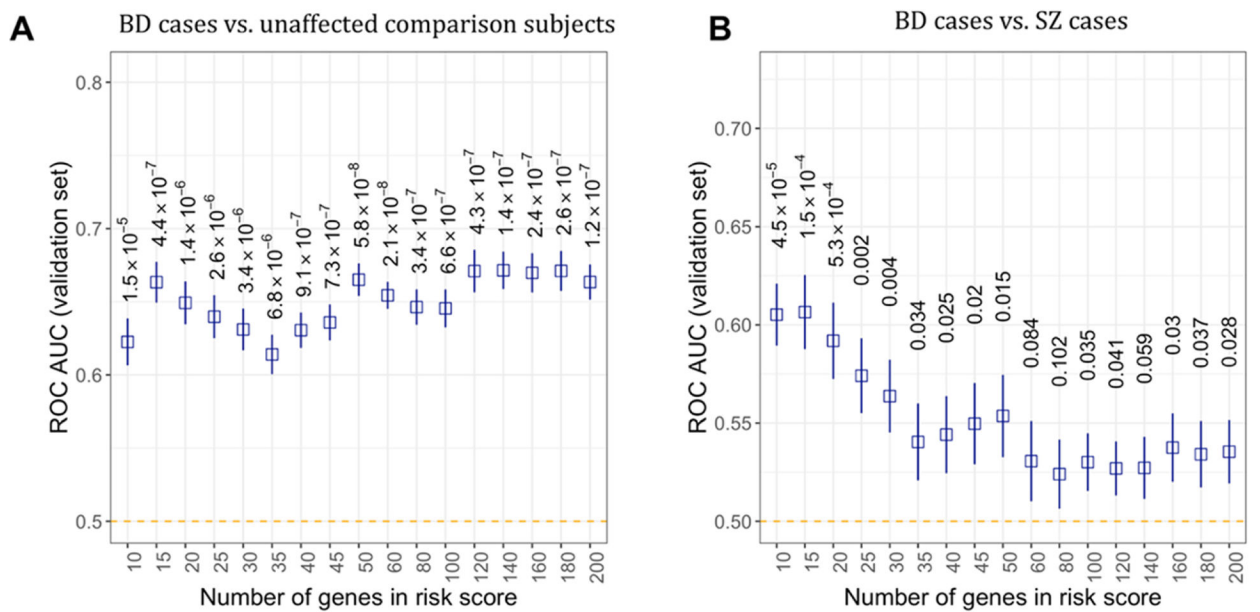 A
BD cases vs. unaffected comparison subjects
ROC AUC (validation set)
0.8
0.7
0.6
0.5
1.5 × 10⁻⁵
4.4 × 10⁻⁷
1.4 × 10⁻⁶
2.6 × 10⁻⁶
3.4 × 10⁻⁶
6.8 × 10⁻⁶
9.1 × 10⁻⁷
7.3 × 10⁻⁷
5.8 × 10⁻⁸
2.1 × 10⁻⁸
3.4 × 10⁻⁷
6.6 × 10⁻⁷
4.3 × 10⁻⁷
1.4 × 10⁻⁷
2.4 × 10⁻⁷
2.6 × 10⁻⁷
1.2 × 10⁻⁷
10 15 20 25 30 35 40 45 50 60 80 100 120 140 160 180 200
Number of genes in risk score
B
BD cases vs. SZ cases
ROC AUC (validation set)
0.70
0.65
0.60
0.55
0.50
4.5 × 10⁻⁵
1.5 × 10⁻⁴
5.3 × 10⁻⁴
0.002
0.004
0.034
0.025
0.02
0.015
0.084
0.102
0.035
0.041
0.059
0.03
0.037
0.028
10 15 20 25 30 35 40 45 50 60 80 100 120 140 160 180 200
Number of genes in risk score